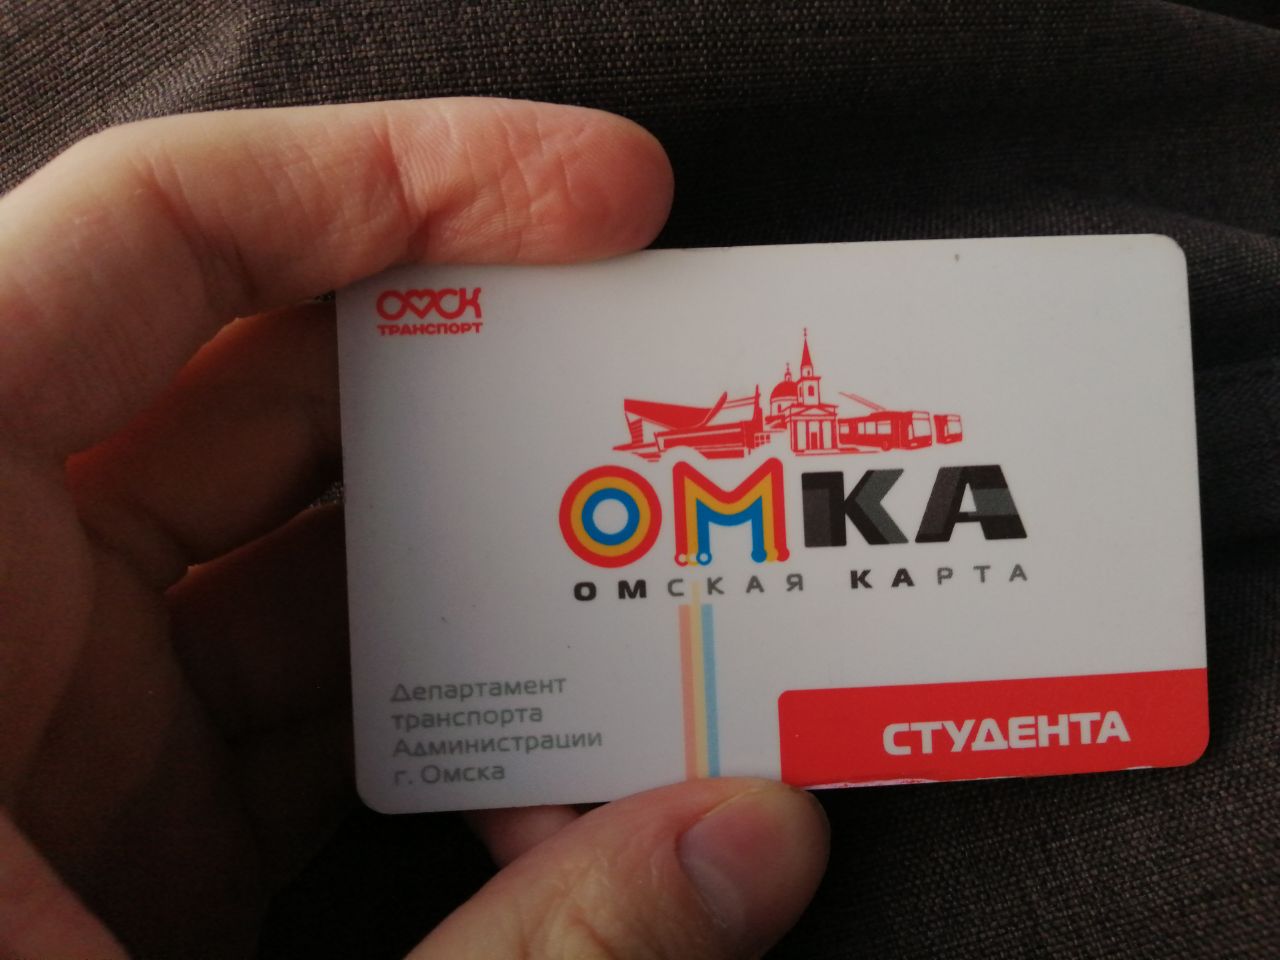 ОМСК
ТРАНСПОРТ
ОМКА
ОМСКАЯ КАРТА
Департамент
транспорта
Администрации
г. Омска
СТУДЕНТА